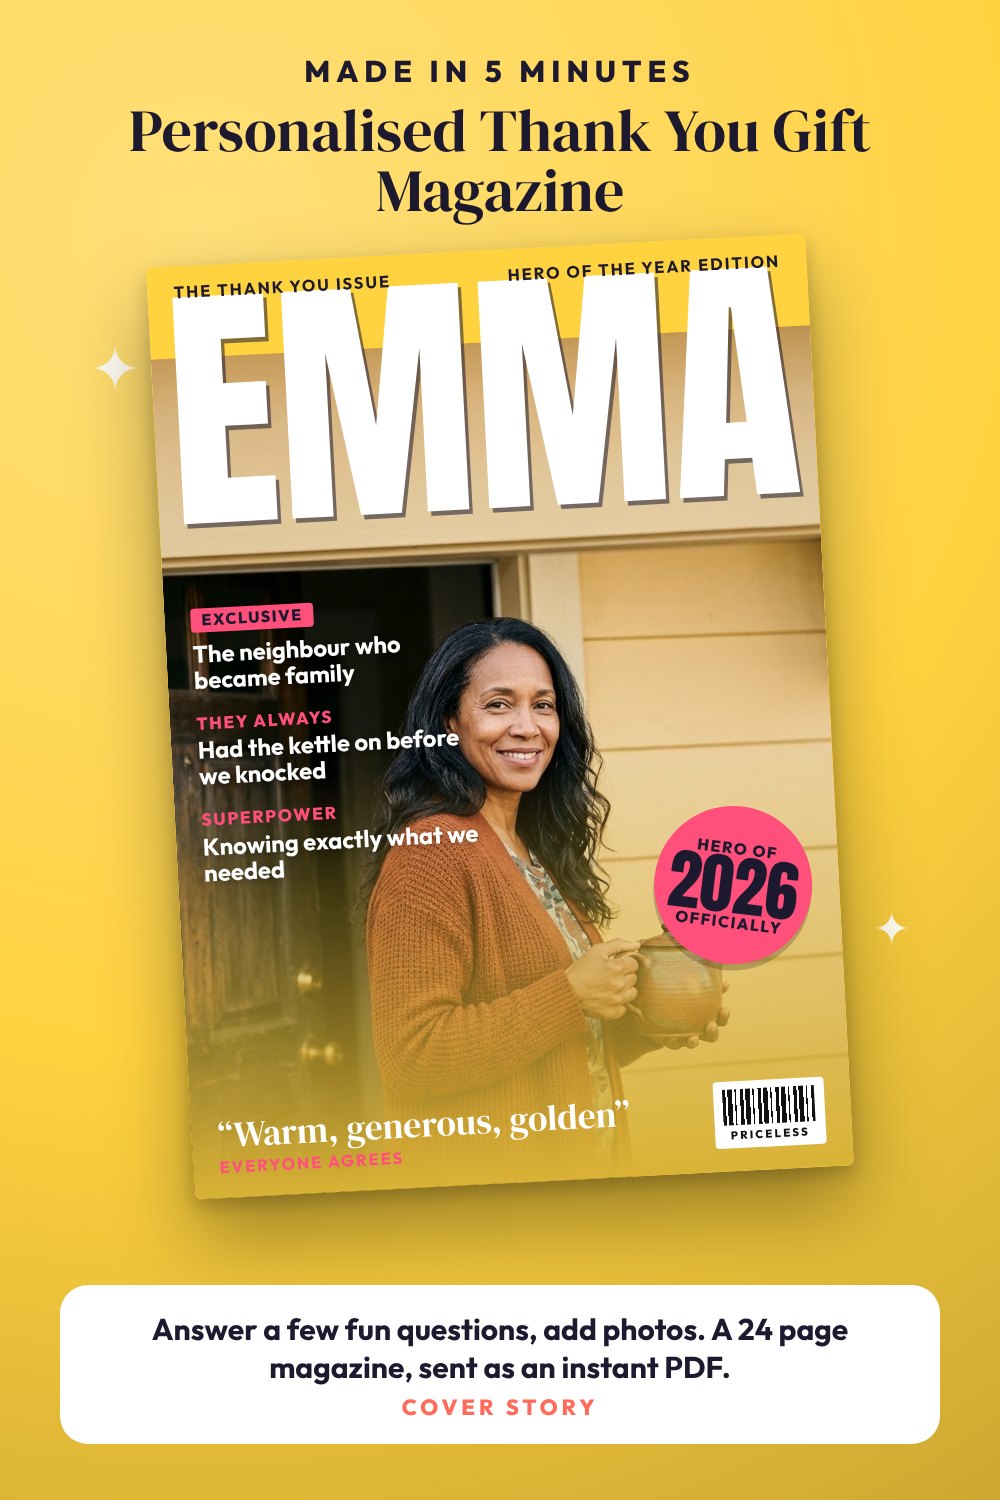 MADE IN 5 MINUTES
Personalised Thank You Gift
Magazine
THE THANK YOU ISSUE
HERO OF THE YEAR EDITION
EMMA
EXCLUSIVE
The neighbour who
became family
THEY ALWAYS
Had the kettle on before
we knocked
SUPERPOWER
Knowing exactly what we
needed
HERO OF
2026
OFFICIALLY
“Warm, generous, golden”
EVERYONE AGREES
PRICELESS
Answer a few fun questions, add photos. A 24 page
magazine, sent as an instant PDF.
COVER STORY